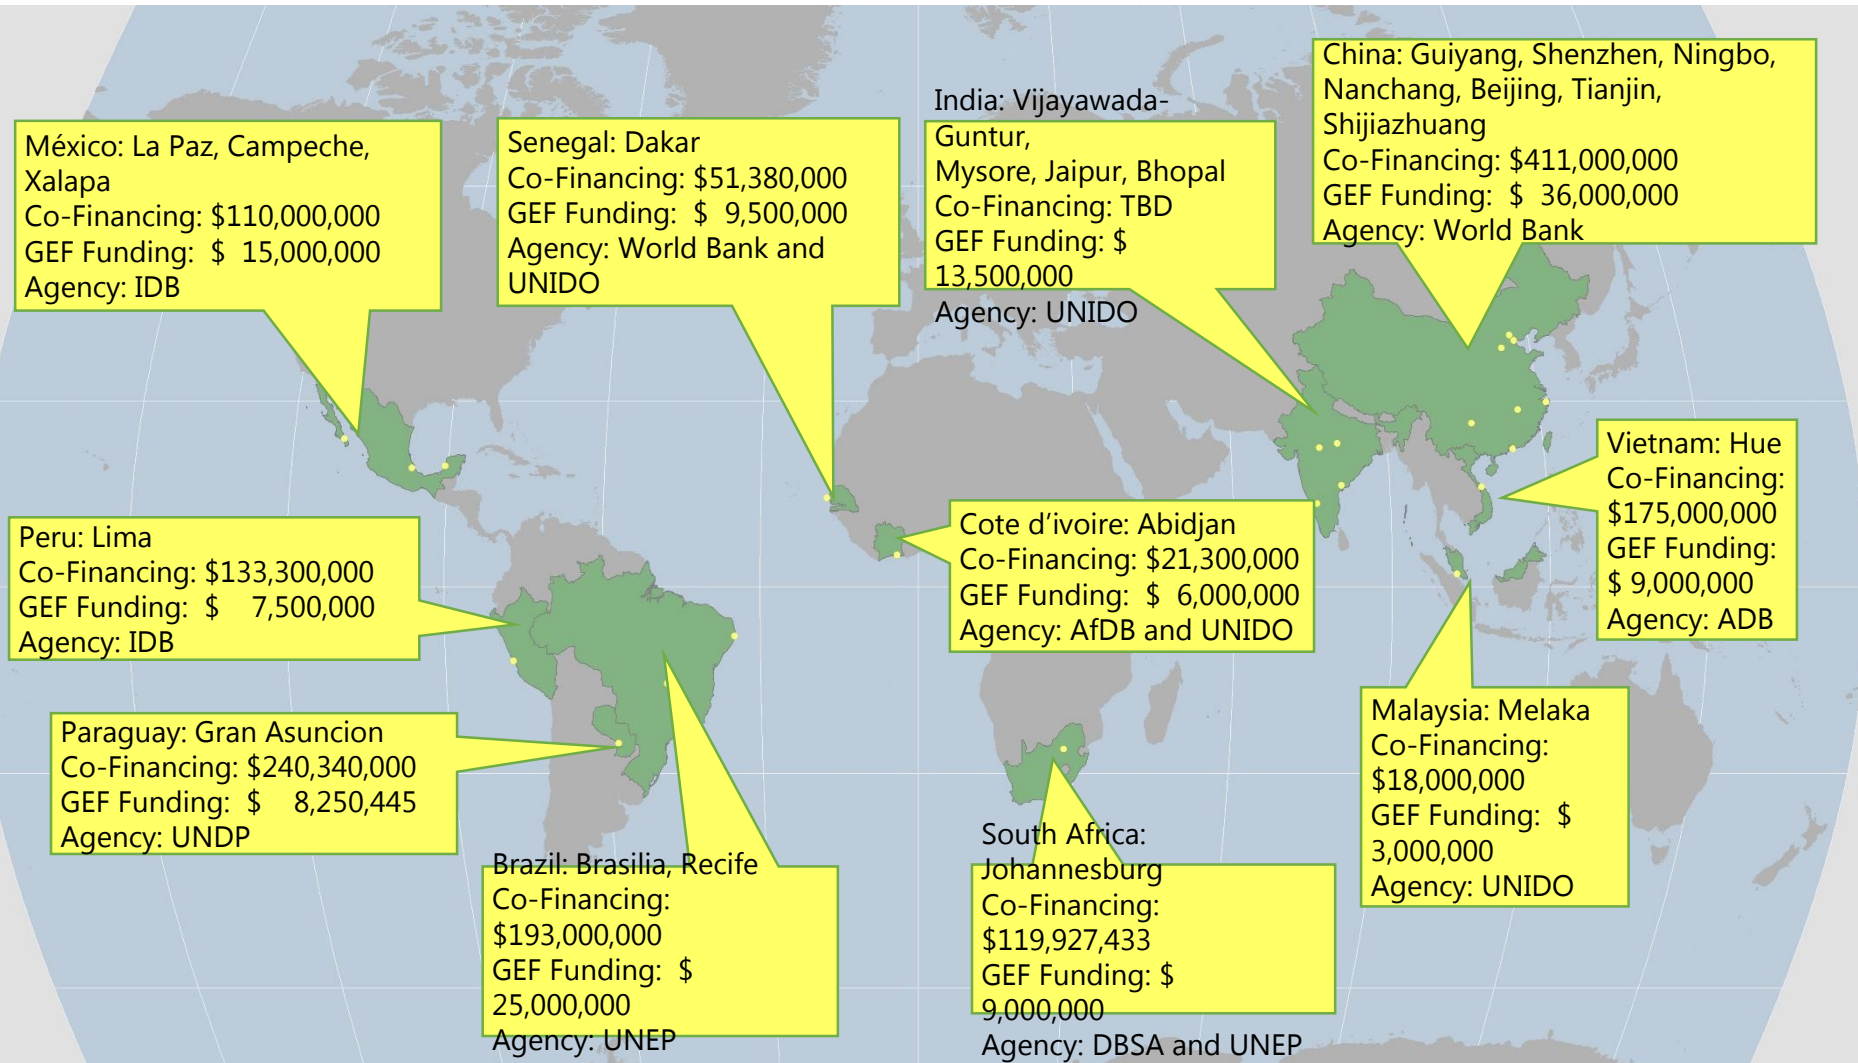 México: La Paz, Campeche,
Xalapa
Co-Financing: $110,000,000
GEF Funding:  $  15,000,000
Agency: IDB
Senegal: Dakar
Co-Financing: $51,380,000
GEF Funding:  $  9,500,000
Agency: World Bank and
UNIDO
India: Vijayawada-
Guntur,
Mysore, Jaipur, Bhopal
Co-Financing: TBD
GEF Funding: $
13,500,000
Agency: UNIDO
China: Guiyang, Shenzhen, Ningbo,
Nanchang, Beijing, Tianjin,
Shijiazhuang
Co-Financing: $411,000,000
GEF Funding:  $  36,000,000
Agency: World Bank
Peru: Lima
Co-Financing: $133,300,000
GEF Funding:  $    7,500,000
Agency: IDB
Cote d’ivoire: Abidjan
Co-Financing: $21,300,000
GEF Funding:  $  6,000,000
Agency: AfDB and UNIDO
Vietnam: Hue
Co-Financing:
$175,000,000
GEF Funding:
$ 9,000,000
Agency: ADB
Paraguay: Gran Asuncion
Co-Financing: $240,340,000
GEF Funding:  $    8,250,445
Agency: UNDP
Brazil: Brasilia, Recife
Co-Financing:
$193,000,000
GEF Funding:  $
25,000,000
Agency: UNEP
South Africa:
Johannesburg
Co-Financing:
$119,927,433
GEF Funding: $
9,000,000
Agency: DBSA and UNEP
Malaysia: Melaka
Co-Financing:
$18,000,000
GEF Funding:  $
3,000,000
Agency: UNIDO